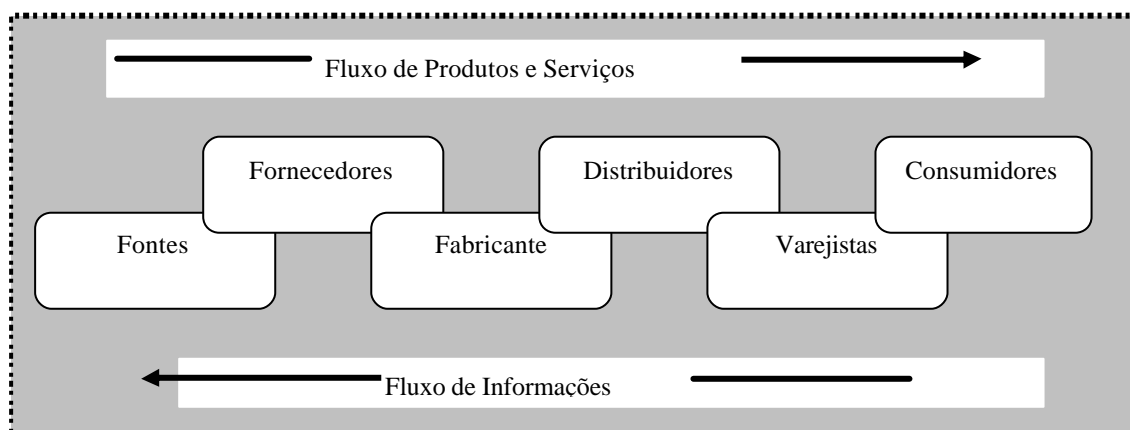 Fluxo de Produtos e Serviços
Fornecedores
Distribuidores
Consumidores
Fontes
Fabricante
Varejistas
Fluxo de Informações